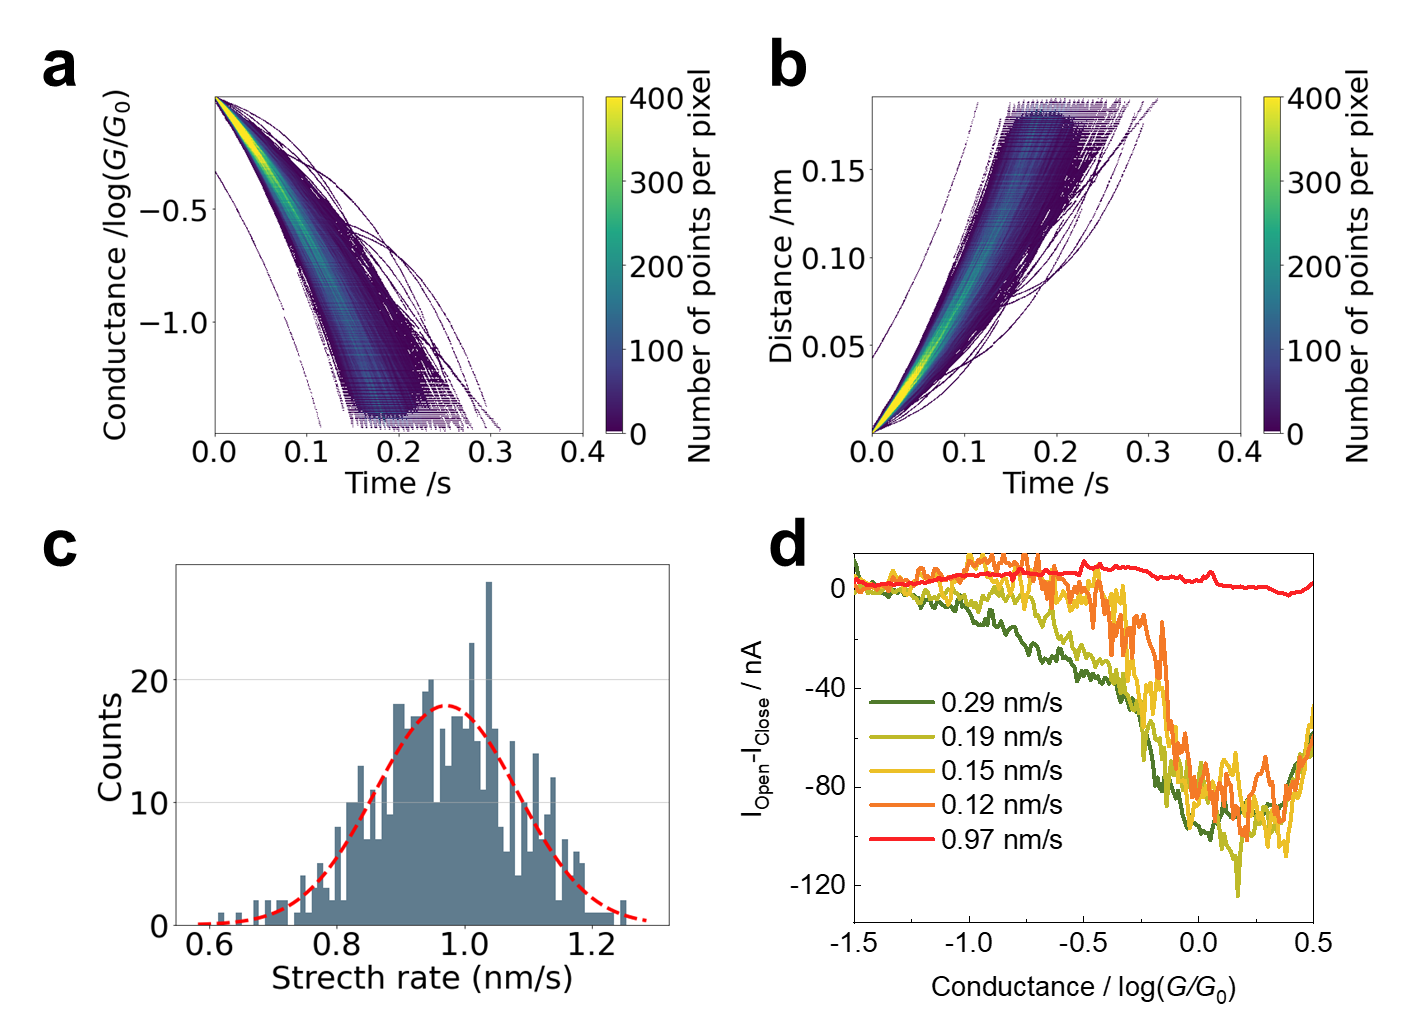 a
Conductance /log(G/G0)
−0.5
−1.0
0.0 0.1 0.2 0.3 0.4
Time /s
400
300
200
100
0
Number of points per pixel
b
Distance /nm
0.15
0.10
0.05
0.0 0.1 0.2 0.3 0.4
Time /s
400
300
200
100
0
Number of points per pixel
c
Counts
20
10
0
0.6 0.8 1.0 1.2
Strecth rate (nm/s)
d
IOpen-IClose / nA
0
-40
-80
-120
0.29 nm/s
0.19 nm/s
0.15 nm/s
0.12 nm/s
0.97 nm/s
-1.5 -1.0 -0.5 0.0 0.5
Conductance / log(G/G0)